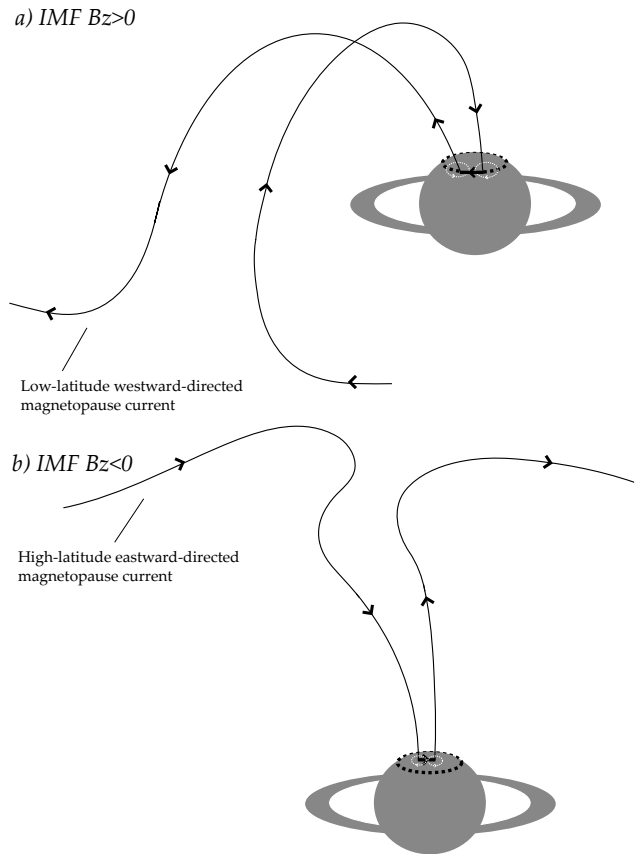 a) IMF Bz>0
Low-latitude westward-directed
magnetopause current
b) IMF Bz<0
High-latitude eastward-directed
magnetopause current